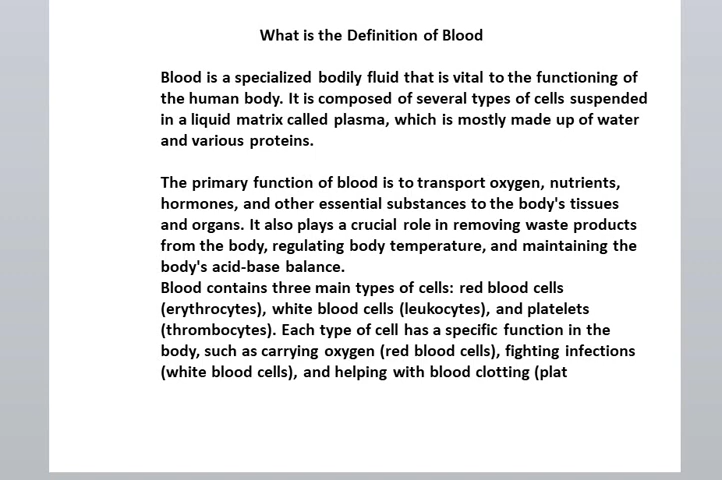 What is the Definition of Blood
Blood is a specialized bodily fluid that is vital to the functioning of
the human body. It is composed of several types of cells suspended
in a liquid matrix called plasma, which is mostly made up of water
and various proteins.
The primary function of blood is to transport oxygen, nutrients,
hormones, and other essential substances to the body's tissues
and organs. It also plays a crucial role in removing waste products
from the body, regulating body temperature, and maintaining the
body's acid-base balance.
Blood contains three main types of cells: red blood cells
(erythrocytes), white blood cells (leukocytes), and platelets
(thrombocytes). Each type of cell has a specific function in the
body, such as carrying oxygen (red blood cells), fighting infections
(white blood cells), and helping with blood clotting (plat